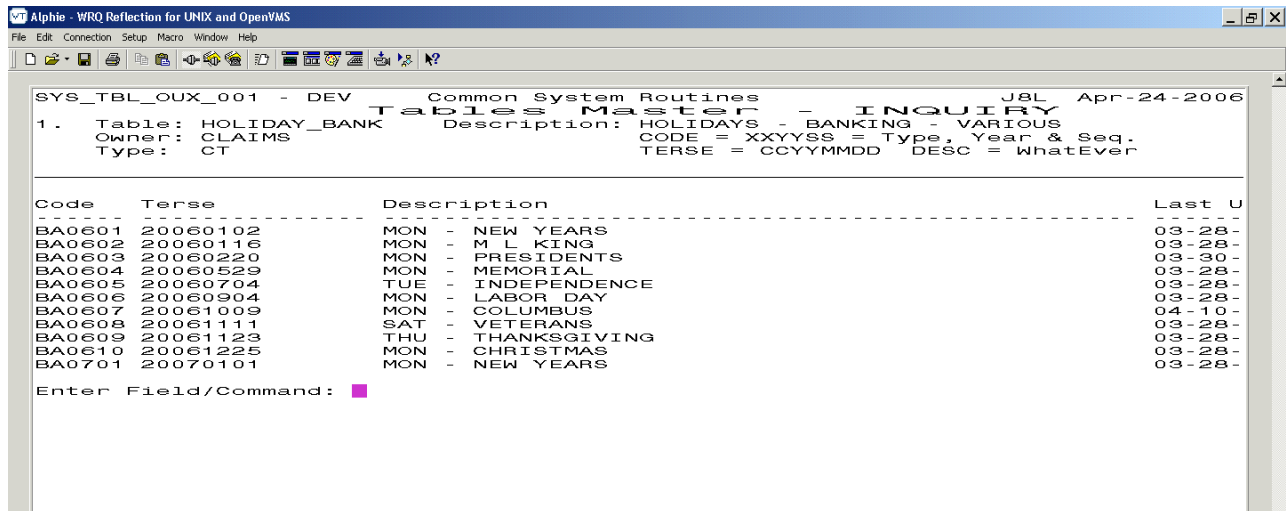 Alphie - WRQ Reflection for UNIX and OpenVMS
File Edit Connection Setup Macro Window Help
SYS_TBL_OUX_001 - DEV Common System Routines J8L Apr-24-2006
Tables Master - INQUIRY
1. Table: HOLIDAY_BANK Description: HOLIDAYS - BANKING - VARIOUS
Owner: CLAIMS CODE = XXYYSS = Type, Year & Seq.
Type: CT TERSE = CCYYMMDD DESC = WhatEver
Code Terse Description Last U
BA0601 20060102 MON - NEW YEARS 03-28-
BA0602 20060116 MON - M L KING 03-28-
BA0603 20060220 MON - PRESIDENTS 03-30-
BA0604 20060529 MON - MEMORIAL 03-28-
BA0605 20060704 TUE - INDEPENDENCE 03-28-
BA0606 20060904 MON - LABOR DAY 03-28-
BA0607 20061009 MON - COLUMBUS 04-10-
BA0608 20061111 SAT - VETERANS 03-28-
BA0609 20061123 THU - THANKSGIVING 03-28-
BA0610 20061225 MON - CHRISTMAS 03-28-
BA0701 20070101 MON - NEW YEARS 03-28-
Enter Field/Command: